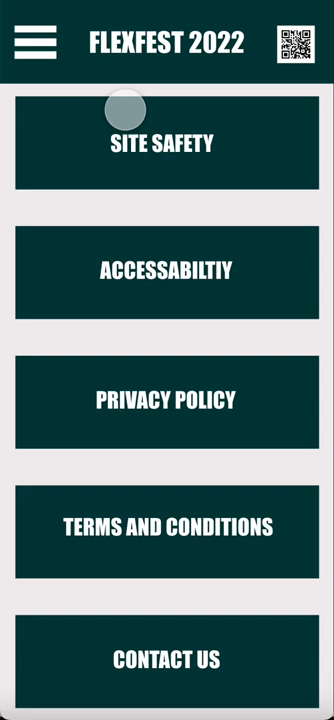 FLEXFEST 2022
SITE SAFETY
ACCESSABILTIY
PRIVACY POLICY
TERMS AND CONDITIONS
CONTACT US